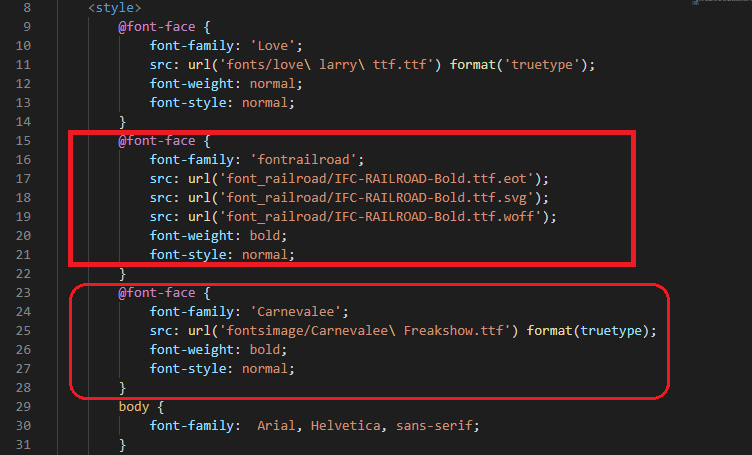 8 <style>
9 @font-face {
10 font-family: 'Love';
11 src: url('fonts/love\ larry\ ttf.ttf') format('truetype');
12 font-weight: normal;
13 font-style: normal;
14 }
15 @font-face {
16 font-family: 'fontrailroad';
17 src: url('font_railroad/IFC-RAILROAD-Bold.ttf.eot');
18 src: url('font_railroad/IFC-RAILROAD-Bold.ttf.svg');
19 src: url('font_railroad/IFC-RAILROAD-Bold.ttf.woff');
20 font-weight: bold;
21 font-style: normal;
22 }
23 @font-face {
24 font-family: 'Carnevalee';
25 src: url('fontsimage/Carnevalee\ Freakshow.ttf') format(truetype);
26 font-weight: bold;
27 font-style: normal;
28 }
29 body {
30 font-family:  Arial, Helvetica, sans-serif;
31 }